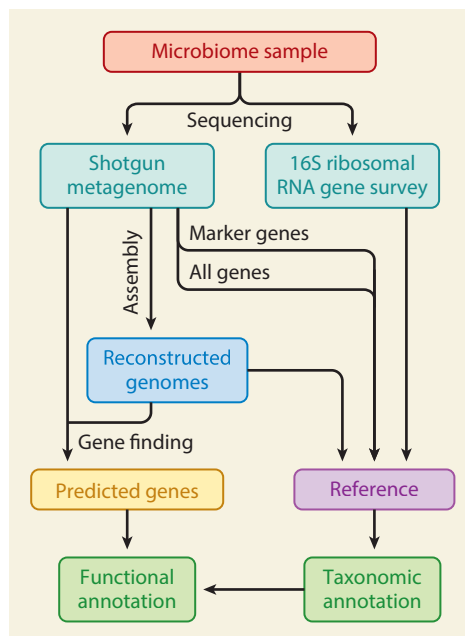 Microbiome sample
Sequencing
Shotgun
metagenome
16S ribosomal
RNA gene survey
Marker genes
All genes
Assembly
Reconstructed
genomes
Gene finding
Predicted genes
Reference
Functional
annotation
Taxonomic
annotation